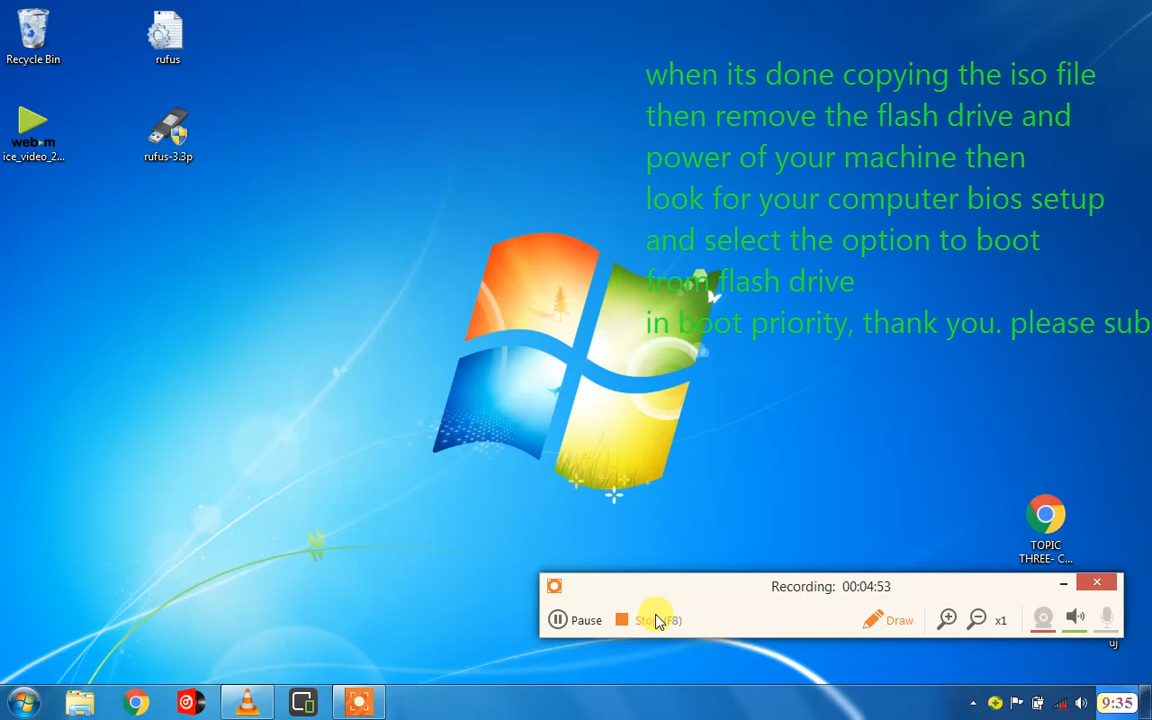 Recycle Bin
rufus
webm
ice_video_2...
rufus-3.3p
when its done copying the iso file
then remove the flash drive and
power of your machine then
look for your computer bios setup
and select the option to boot
from flash drive
in boot priority, thank you. please sub
TOPIC
THREE- C...
Recording: 00:04:53
Pause
Stop (F8)
Draw
x1
uj
9:35